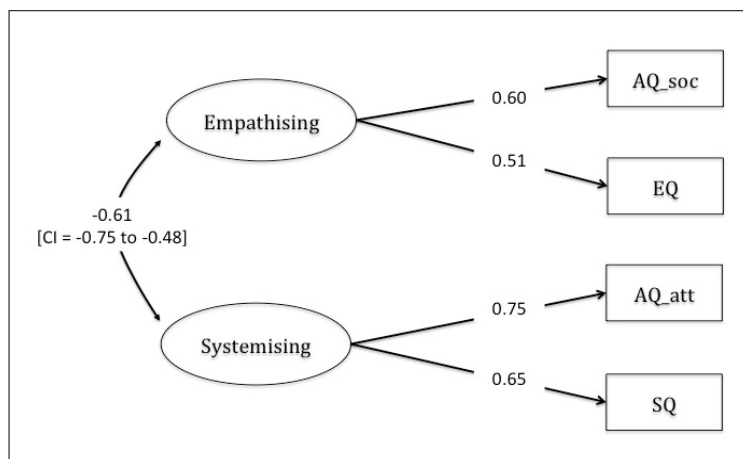 AQ_soc
0.60
Empathising
0.51
EQ
-0.61
[CI = -0.75 to -0.48]
AQ_att
0.75
Systemising
0.65
SQ